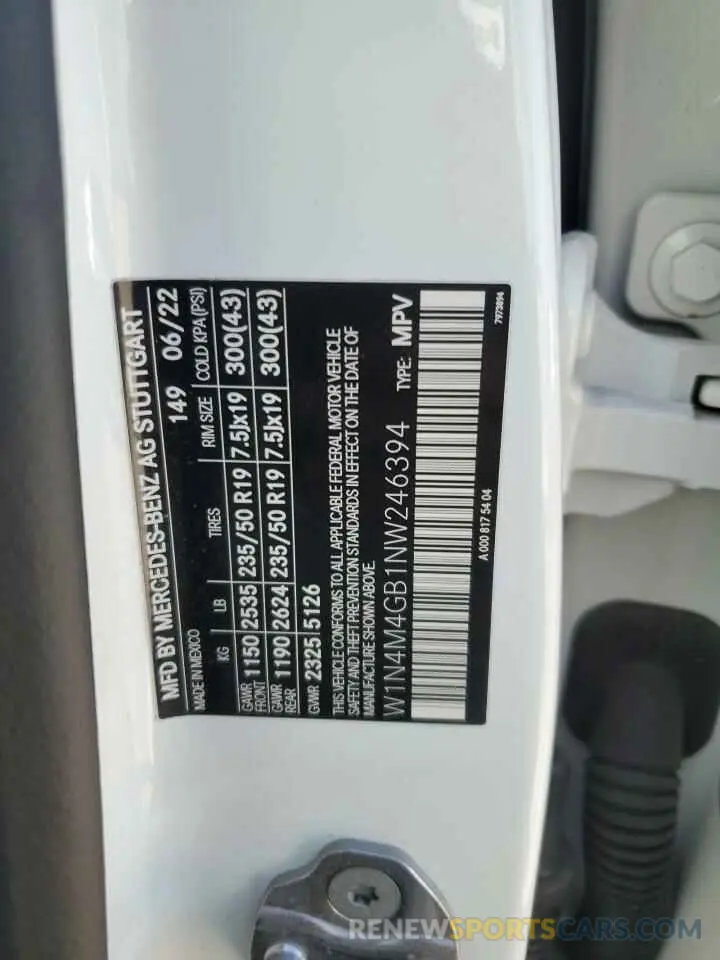 MFD BY MERCEDES-BENZ AG STUTTGART
MADE IN MEXICO 149 06/22
KG LB TIRES RIM SIZE COLD KPA (PSI)
GAWR FRONT 1150 2535 235/50 R19 7.5Jx19 300(43)
GAWR REAR 1190 2624 235/50 R19 7.5Jx19 300(43)
GVWR 2325 5126
THIS VEHICLE CONFORMS TO ALL APPLICABLE FEDERAL MOTOR VEHICLE
SAFETY AND THEFT PREVENTION STANDARDS IN EFFECT ON THE DATE OF
MANUFACTURE SHOWN ABOVE.
W1N4M4GB1NW246394 TYPE: MPV
A 000 817 54 04 7973894
RENEWSPORTSCARS.COM